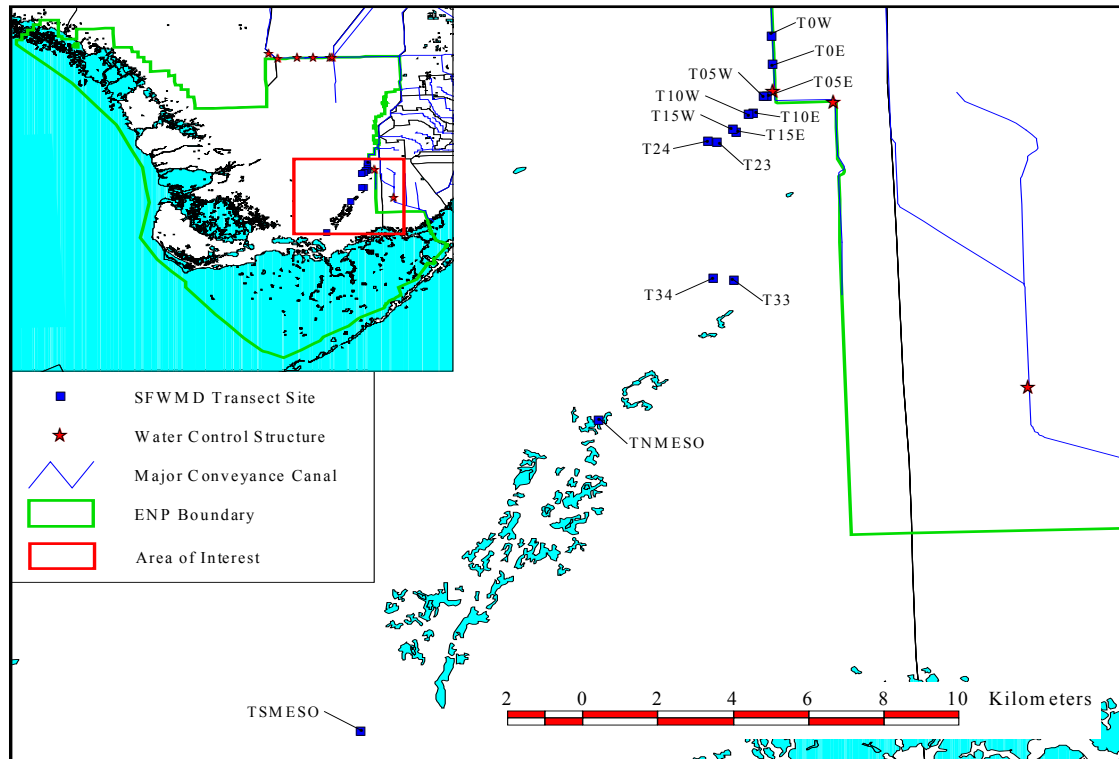 T0W
T0E
T05W
T05E
T10W
T10E
T15W
T15E
T24
T23
T34
T33
SFWMD Transect Site
Water Control Structure
Major Conveyance Canal
ENP Boundary
Area of Interest
TNMESO
TSMESO
2 0 2 4 6 8 10 Kilometers